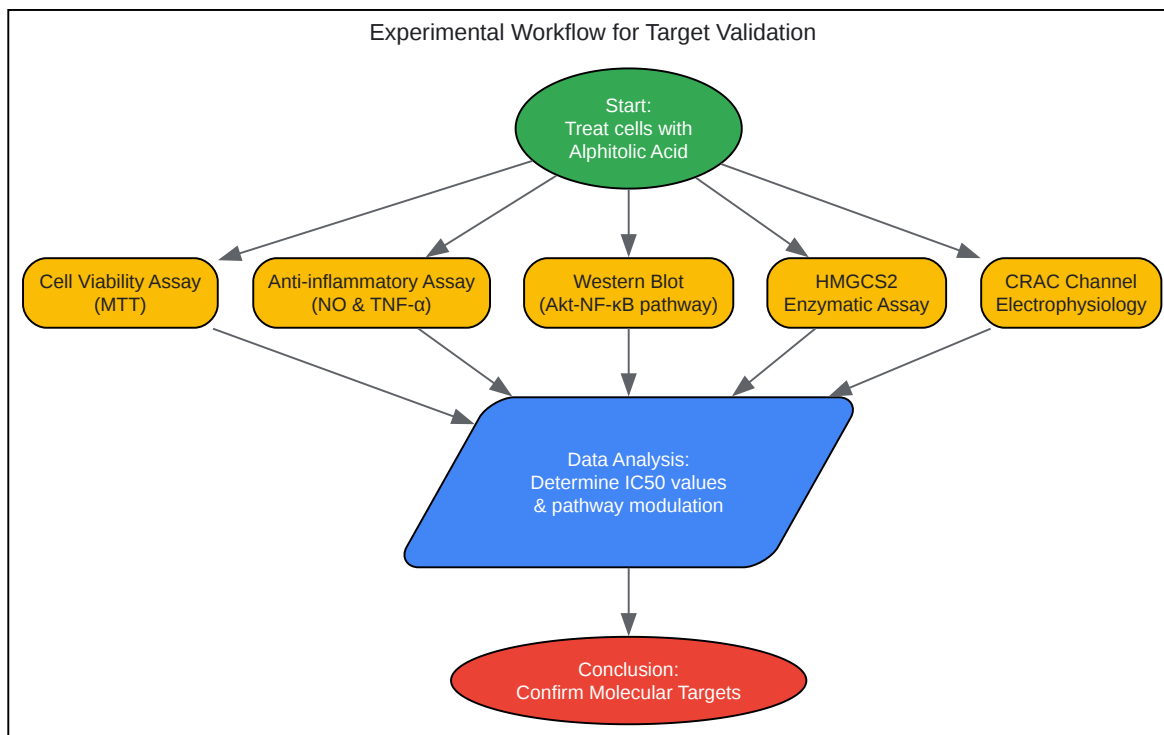 Experimental Workflow for Target Validation
Start:
Treat cells with
Alphitolic Acid
Cell Viability Assay
(MTT)
Anti-inflammatory Assay
(NO & TNF-α)
Western Blot
(Akt-NF-κB pathway)
HMGCS2
Enzymatic Assay
CRAC Channel
Electrophysiology
Data Analysis:
Determine IC50 values
& pathway modulation
Conclusion:
Confirm Molecular Targets